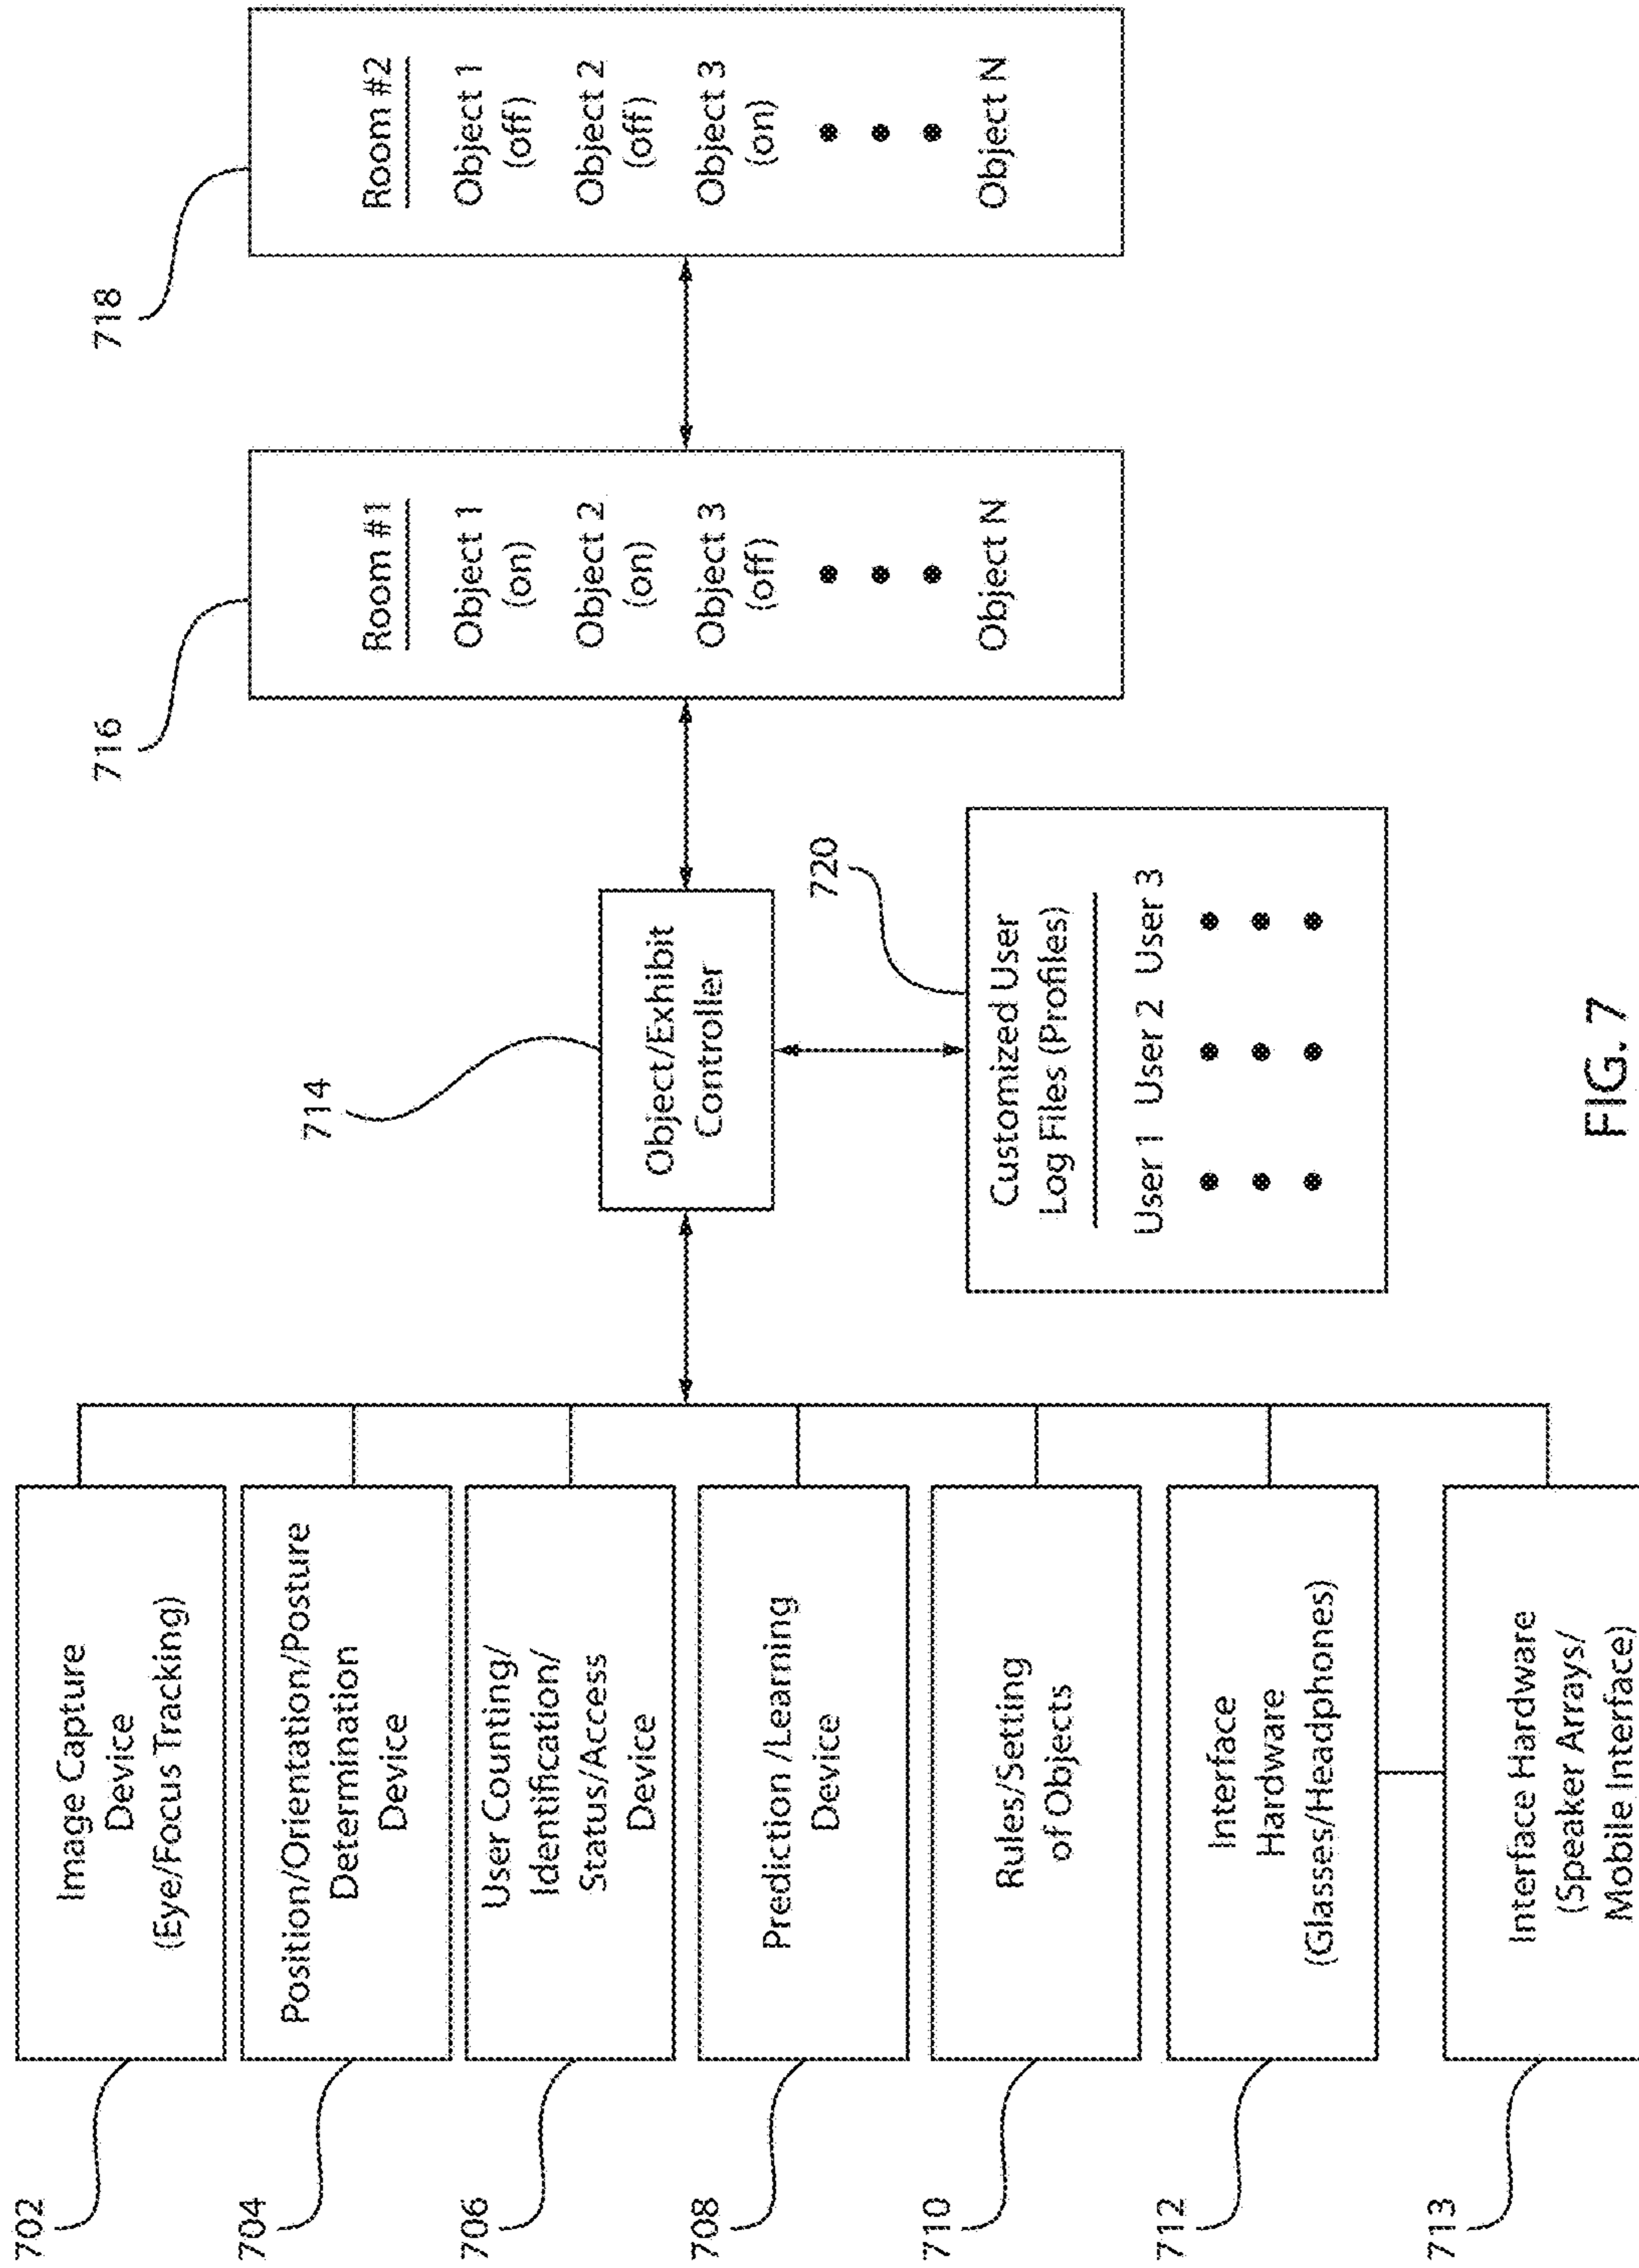 702
Image Capture
Device
(Eye/Focus Tracking)
704
Position/Orientation/Posture
Determination
Device
706
User Counting/
Identification/
Status/Access
Device
708
Prediction /Learning
Device
710
Rules/Setting
of Objects
712
Interface
Hardware
(Glasses/Headphones)
713
Interface Hardware
(Speaker Arrays/
Mobile Interface)
714
Object/Exhibit
Controller
720
Customized User
Log Files (Profiles)
User 1 User 2 User 3
716
Room #1
Object 1
(on)
Object 2
(on)
Object 3
(off)
Object N
718
Room #2
Object 1
(off)
Object 2
(off)
Object 3
(on)
Object N
FIG. 7